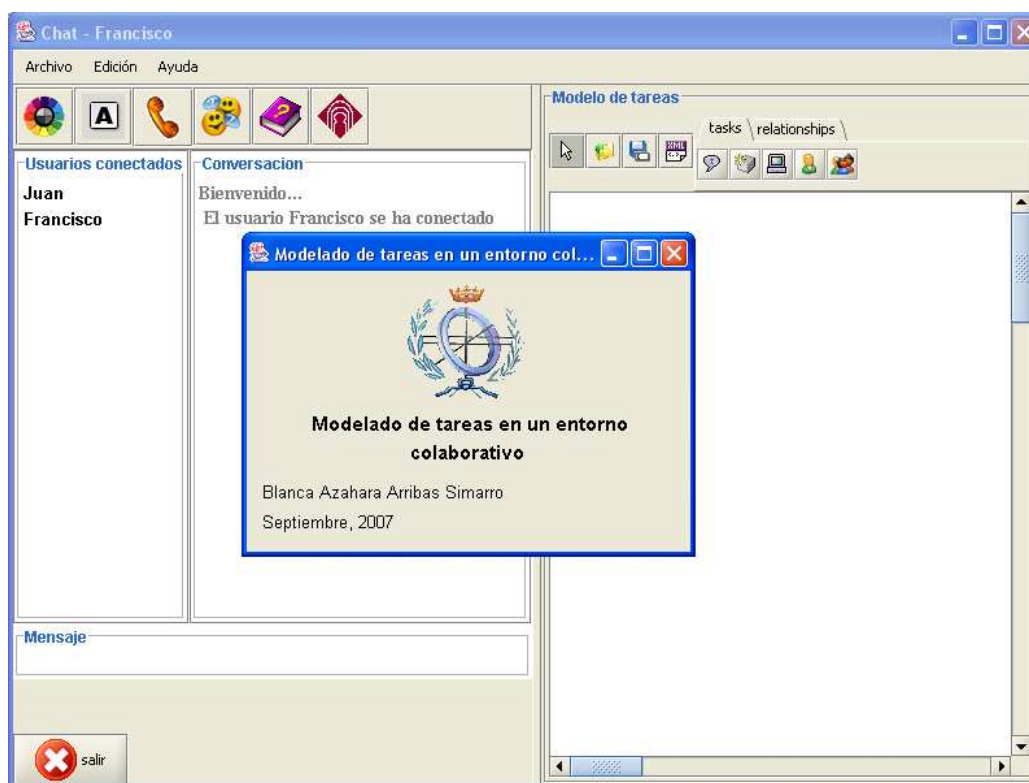 Chat - Francisco
Archivo Edición Ayuda
A
Usuarios conectados
Juan
Francisco
Conversacion
Bienvenido...
El usuario Francisco se ha conectado
Modelo de tareas
XML
tasks relationships
Modelado de tareas en un entorno col...
Modelado de tareas en un entorno
colaborativo
Blanca Azahara Arribas Simarro
Septiembre, 2007
Mensaje
salir